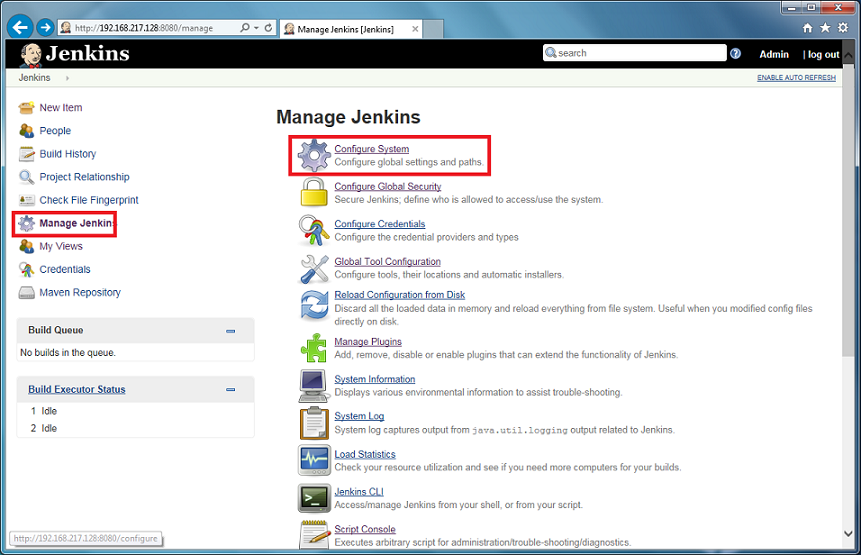 http://192.168.217.128:8080/manage
Manage Jenkins [Jenkins]
Jenkins
search
Admin
| log out
Jenkins
ENABLE AUTO REFRESH
New Item
People
Build History
Project Relationship
Check File Fingerprint
Manage Jenkins
My Views
Credentials
Maven Repository
Build Queue
No builds in the queue.
Build Executor Status
1 Idle
2 Idle
Manage Jenkins
Configure System
Configure global settings and paths.
Configure Global Security
Secure Jenkins; define who is allowed to access/use the system.
Configure Credentials
Configure the credential providers and types
Global Tool Configuration
Configure tools, their locations and automatic installers.
Reload Configuration from Disk
Discard all the loaded data in memory and reload everything from file system. Useful when you modified config files
directly on disk.
Manage Plugins
Add, remove, disable or enable plugins that can extend the functionality of Jenkins.
System Information
Displays various environmental information to assist trouble-shooting.
System Log
System log captures output from java.util.logging output related to Jenkins.
Load Statistics
Check your resource utilization and see if you need more computers for your builds.
Jenkins CLI
Access/manage Jenkins from your shell, or from your script.
Script Console
Executes arbitrary script for administration/trouble-shooting/diagnostics.
http://192.168.217.128:8080/configure